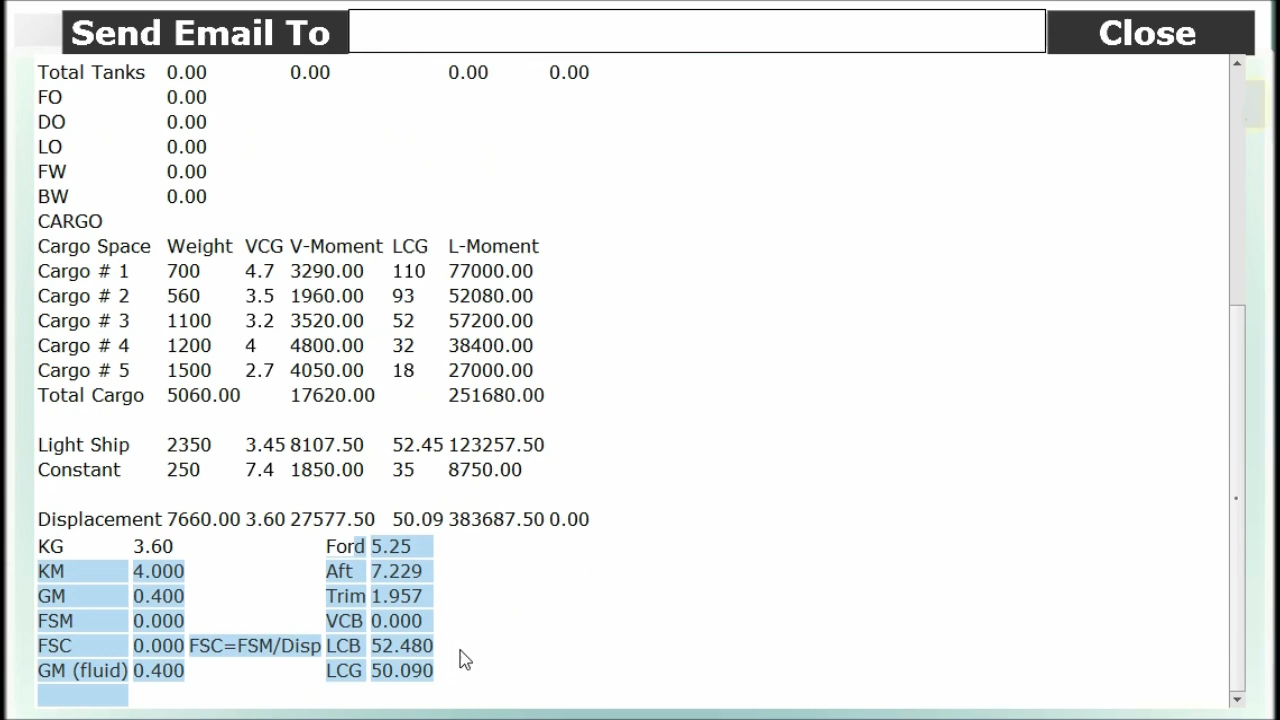 Send Email To Close
Total Tanks 0.00 0.00 0.00 0.00
FO 0.00
DO 0.00
LO 0.00
FW 0.00
BW 0.00
CARGO
Cargo Space Weight VCG V-Moment LCG L-Moment
Cargo # 1 700 4.7 3290.00 110 77000.00
Cargo # 2 560 3.5 1960.00 93 52080.00
Cargo # 3 1100 3.2 3520.00 52 57200.00
Cargo # 4 1200 4 4800.00 32 38400.00
Cargo # 5 1500 2.7 4050.00 18 27000.00
Total Cargo 5060.00 17620.00 251680.00
Light Ship 2350 3.45 8107.50 52.45 123257.50
Constant 250 7.4 1850.00 35 8750.00
Displacement 7660.00 3.60 27577.50 50.09 383687.50 0.00
KG 3.60 Ford 5.25
KM 4.000 Aft 7.229
GM 0.400 Trim 1.957
FSM 0.000 VCB 0.000
FSC 0.000 FSC=FSM/Disp LCB 52.480
GM (fluid) 0.400 LCG 50.090